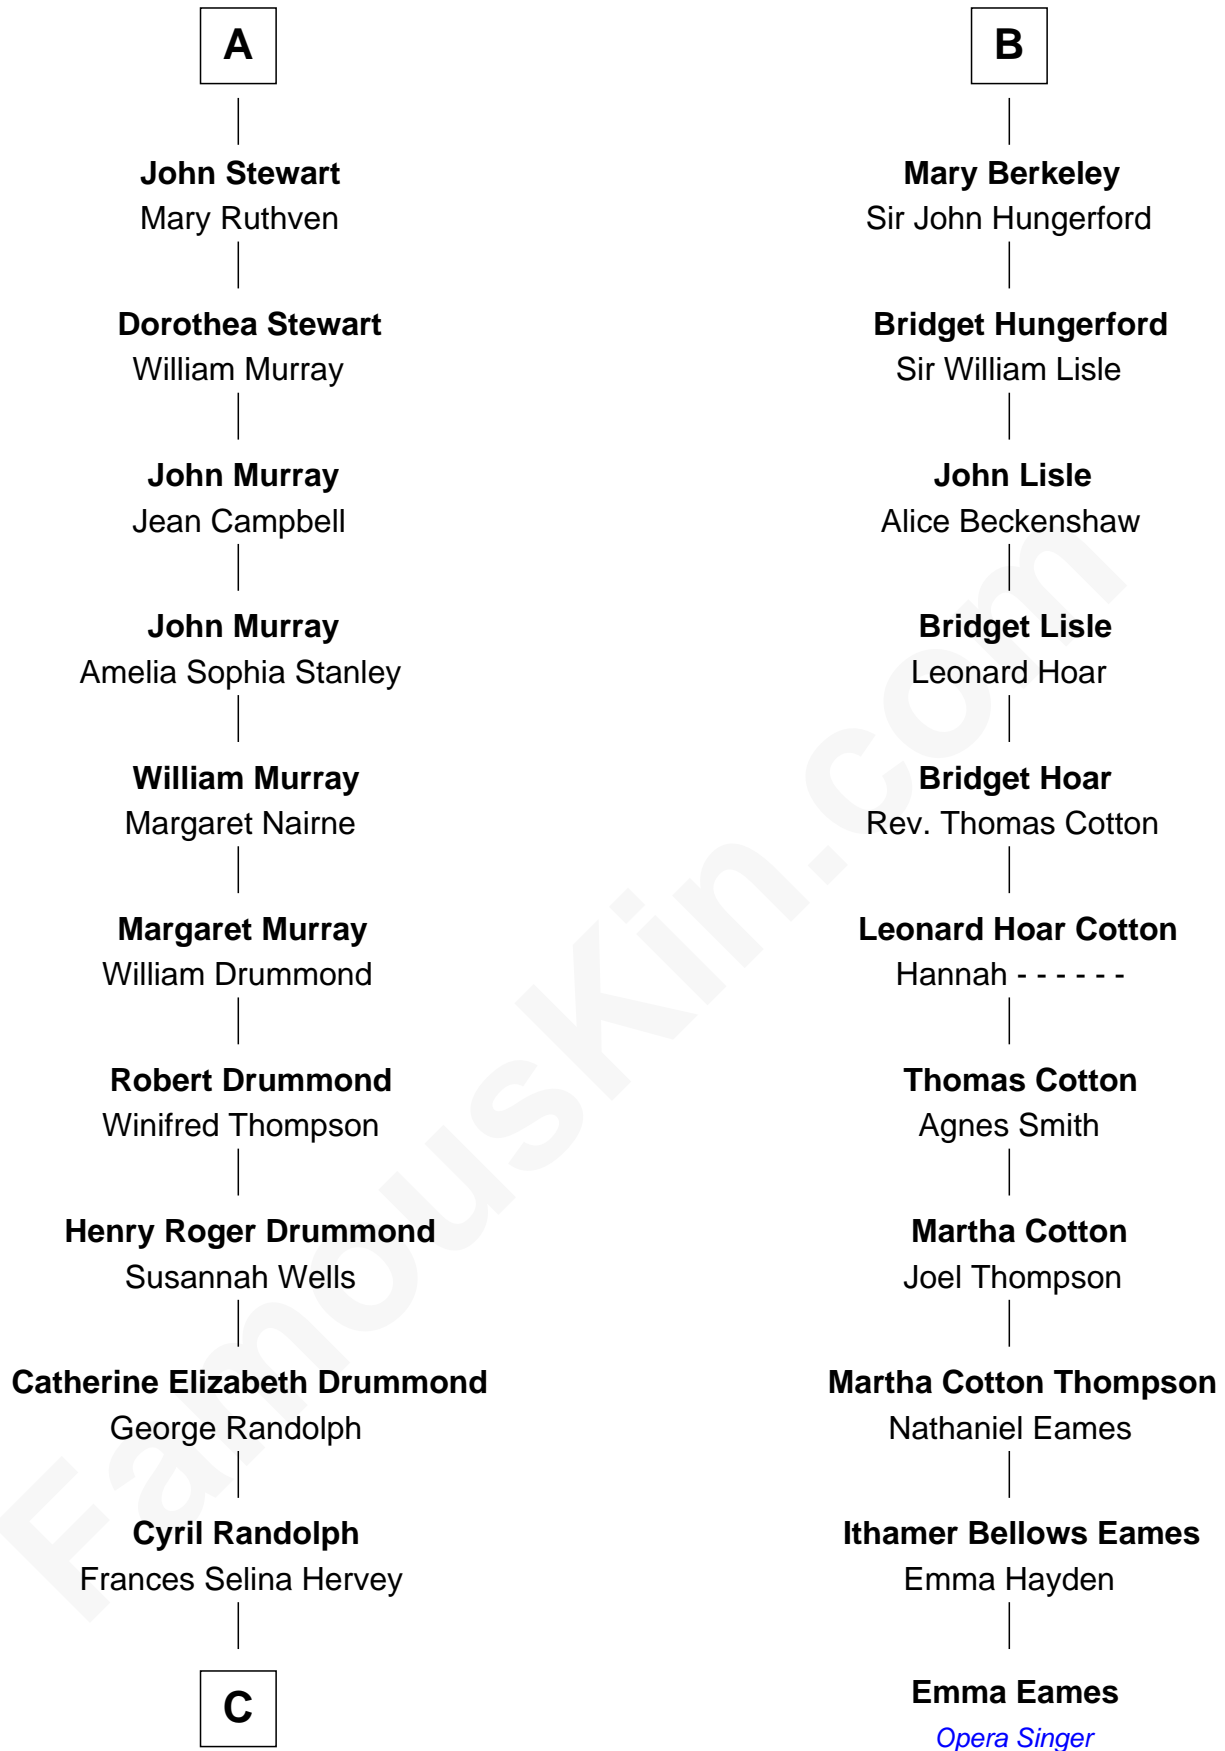 A
John Stewart
Mary Ruthven
Dorothea Stewart
William Murray
John Murray
Jean Campbell
John Murray
Amelia Sophia Stanley
William Murray
Margaret Nairne
Margaret Murray
William Drummond
Robert Drummond
Winifred Thompson
Henry Roger Drummond
Susannah Wells
Catherine Elizabeth Drummond
George Randolph
Cyril Randolph
Frances Selina Hervey
C
B
Mary Berkeley
Sir John Hungerford
Bridget Hungerford
Sir William Lisle
John Lisle
Alice Beckenshaw
Bridget Lisle
Leonard Hoar
Bridget Hoar
Rev. Thomas Cotton
Leonard Hoar Cotton
Hannah - - - - - -
Thomas Cotton
Agnes Smith
Martha Cotton
Joel Thompson
Martha Cotton Thompson
Nathaniel Eames
Ithamer Bellows Eames
Emma Hayden
Emma Eames
Opera Singer
FamousKin.com